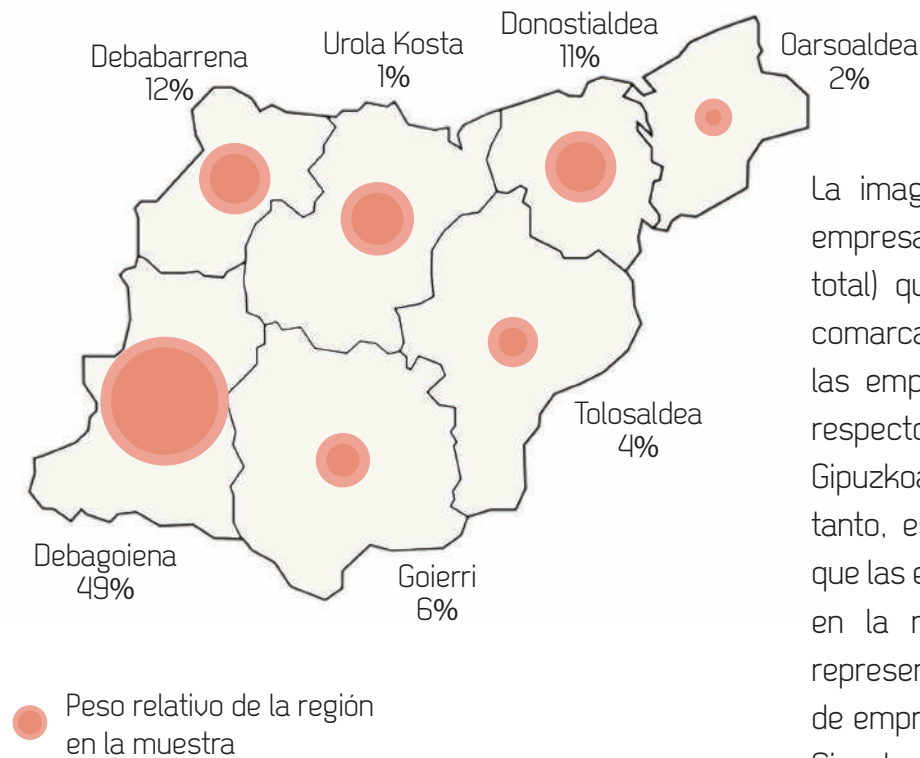 Debabarrena
12%
Urola Kosta
1%
Donostialdea
11%
Oarsoaldea
2%
Tolosaldea
4%
Debagoiena
49%
Goierri
6%
Peso relativo de la región
en la muestra
La imag
empresa
total) qu
comarca
las emp
respecto
Gipuzkoa
tanto, es
que las e
en la m
represen
de empr